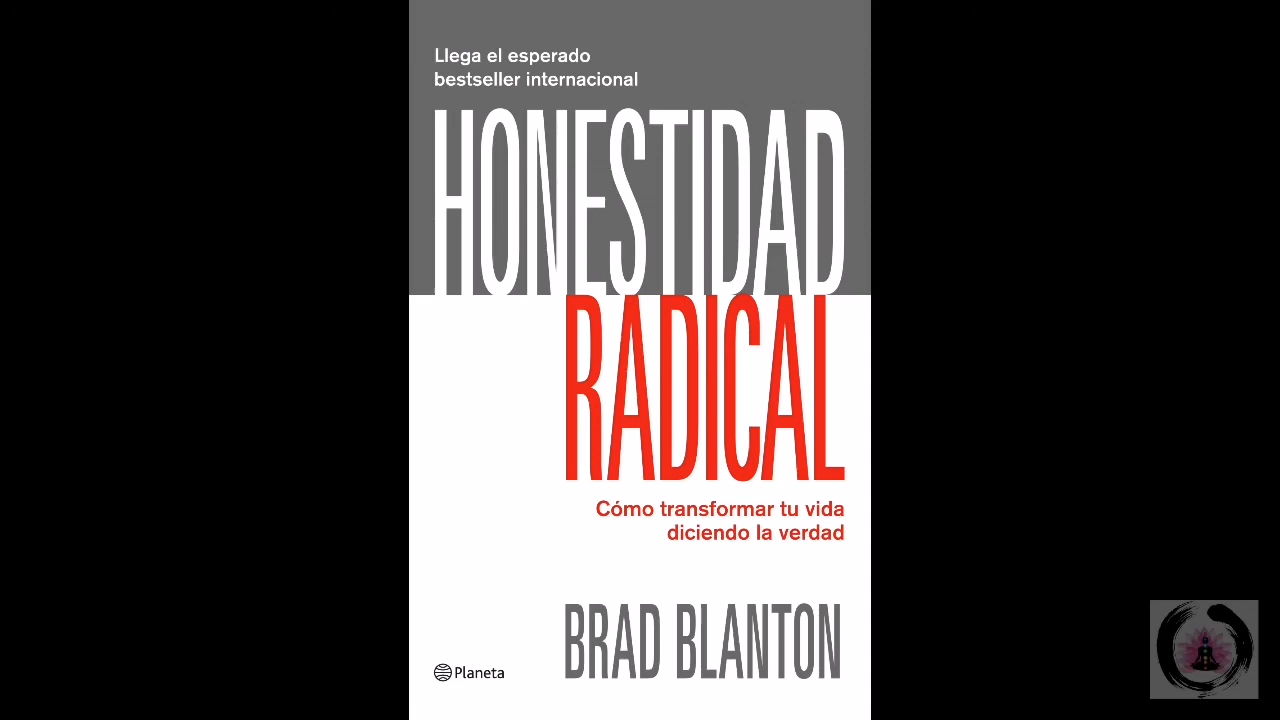 Llega el esperado
bestseller internacional
HONESTIDAD
RADICAL
Cómo transformar tu vida
diciendo la verdad
BRAD BLANTON
Planeta